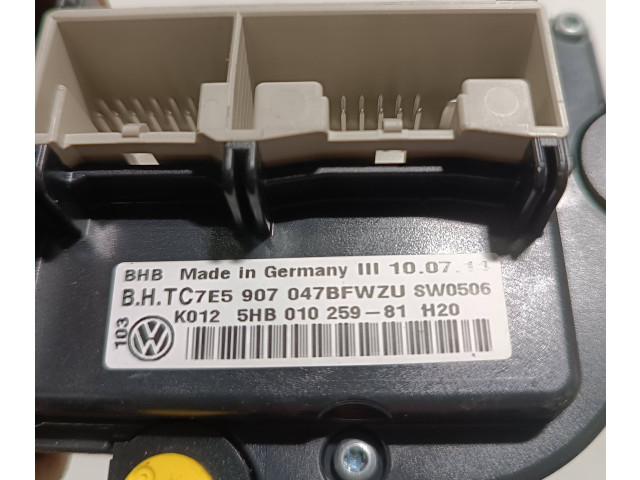 BHB Made in Germany III 10.07.
B.H.TC7E5 907 047BFWZU SW0506
103 K012 5HB 010 259-81 H20